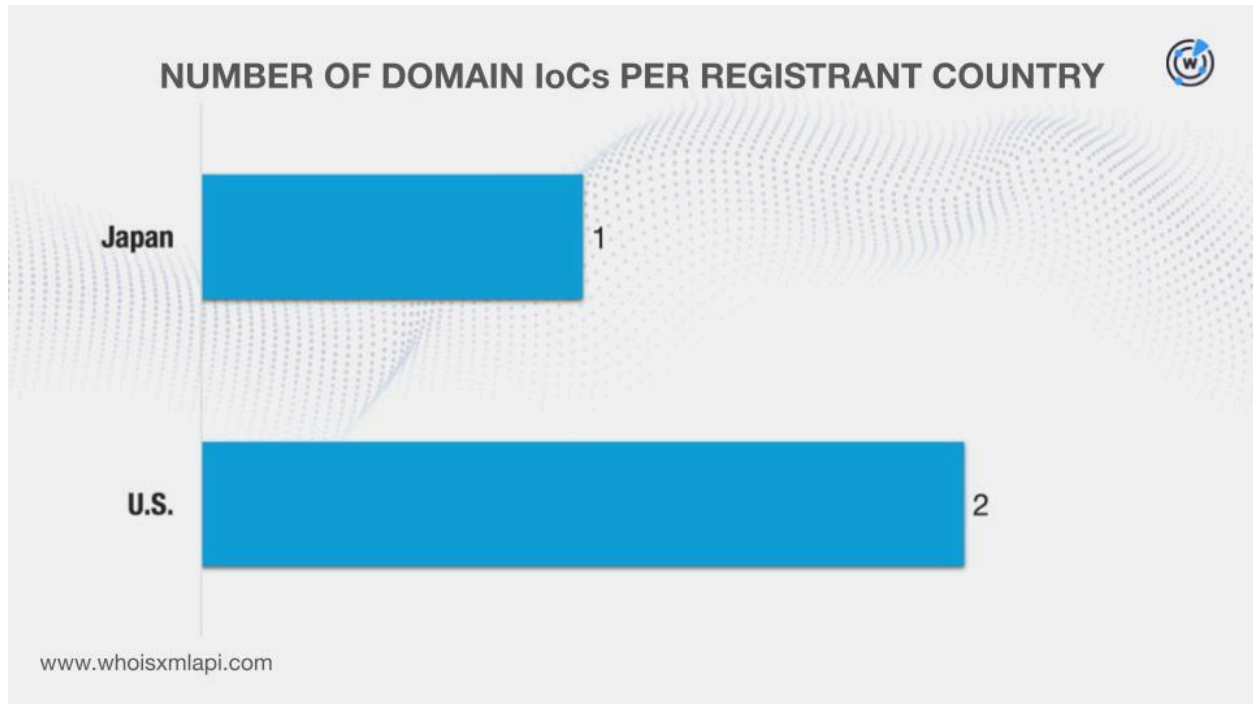 NUMBER OF DOMAIN IoCs PER REGISTRANT COUNTRY
W
Japan
1
U.S.
2
www.whoisxmlapi.com